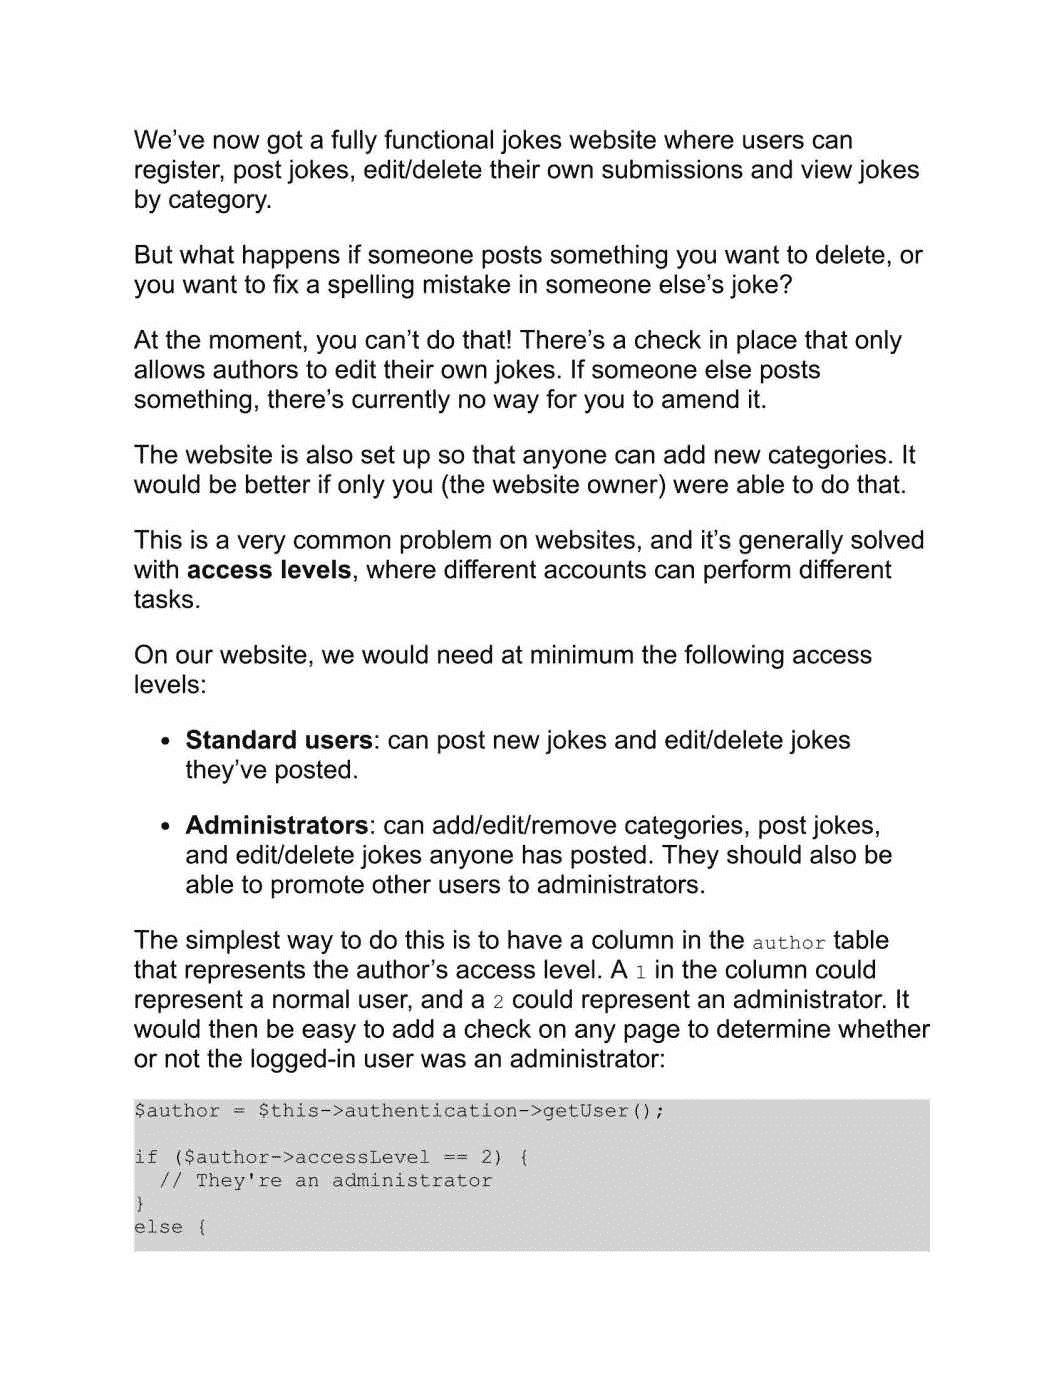 We’ve now got a fully functional jokes website where users can
register, post jokes, edit/delete their own submissions and view jokes
by category.
But what happens if someone posts something you want to delete, or
you want to fix a spelling mistake in someone else’s joke?
At the moment, you can’t do that! There’s a check in place that only
allows authors to edit their own jokes. If someone else posts
something, there’s currently no way for you to amend it.
The website is also set up so that anyone can add new categories. It
would be better if only you (the website owner) were able to do that.
This is a very common problem on websites, and it’s generally solved
with access levels, where different accounts can perform different
tasks.
On our website, we would need at minimum the following access
levels:
• Standard users: can post new jokes and edit/delete jokes
they’ve posted.
• Administrators: can add/edit/remove categories, post jokes,
and edit/delete jokes anyone has posted. They should also be
able to promote other users to administrators.
The simplest way to do this is to have a column in the author table
that represents the author’s access level. A 1 in the column could
represent a normal user, and a 2 could represent an administrator. It
would then be easy to add a check on any page to determine whether
or not the logged-in user was an administrator:
$author = $this->authentication->getUser();
if ($author->accessLevel == 2) {
  // They're an administrator
}
else {